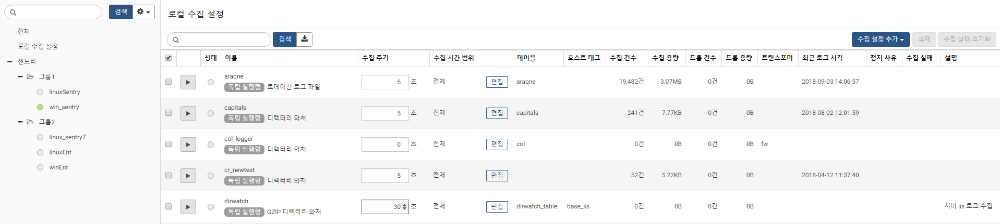 검색
전체
로컬 수집 설정
센트리
그룹1
linuxSentry
win_sentry
그룹2
linux_sentry7
linuxEnt
winEnt
로컬 수집 설정
검색 수집 설정 추가 삭제 수집 상태 초기화
상태 이름 수집 주기 수집 시간 범위 테이블 호스트 태그 수집 건수 수집 용량 드롭 건수 드롭 용량 트랜스포머 최근 로그 시각 정지 사유 수집 실패 설명
araqne
독립 실행형 로테이션 로그 파일 5 초 전체 편집 araqne 19,482건 3.07MB 0건 0B 2018-09-03 14:06:57
capitals
독립 실행형 디렉터리 와처 5 초 전체 편집 capitals 241건 7.77KB 0건 0B 2018-08-02 12:01:59
col_logger
독립 실행형 디렉터리 와처 0 초 전체 편집 col 0건 0B 0건 0B fw
cr_newtest
독립 실행형 디렉터리 와처 5 초 전체 편집 52건 5.22KB 0건 0B 2018-04-12 11:37:40
dirwatch
독립 실행형 GZIP 디렉터리 와처 30 초 전체 편집 dirwatch_table base_iis 0건 0B 0건 0B 서버 iis 로그 수집